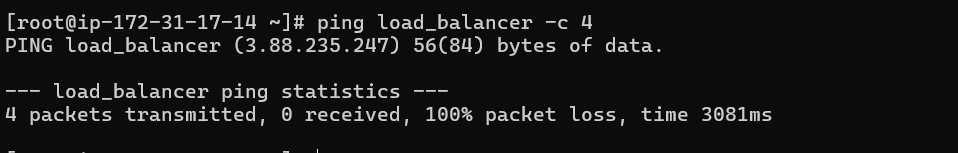 [root@ip-172-31-17-14 ~]# ping load_balancer -c 4
PING load_balancer (3.88.235.247) 56(84) bytes of data.

--- load_balancer ping statistics ---
4 packets transmitted, 0 received, 100% packet loss, time 3081ms